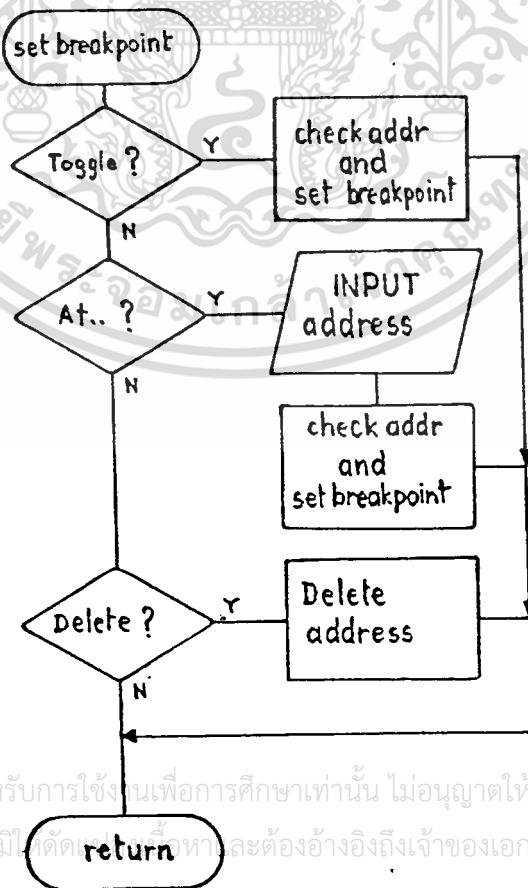 set breakpoint
Toggle ?
Y
check addr
and
set breakpoint
N
At.. ?
Y
INPUT
address
N
check addr
and
set breakpoint
Delete ?
Y
Delete
address
N
return